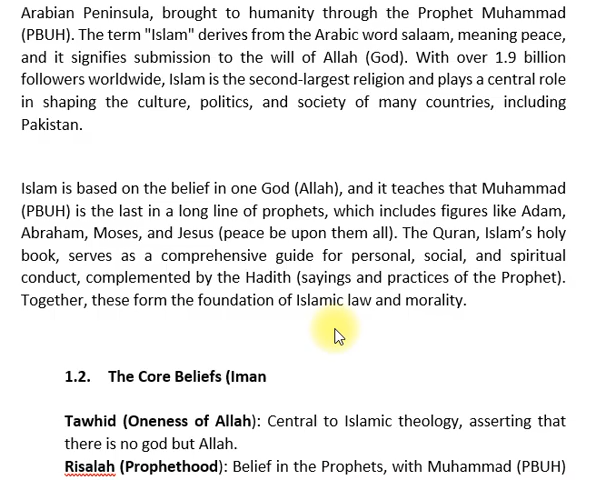 Arabian Peninsula, brought to humanity through the Prophet Muhammad
(PBUH). The term "Islam" derives from the Arabic word salaam, meaning peace,
and it signifies submission to the will of Allah (God). With over 1.9 billion
followers worldwide, Islam is the second-largest religion and plays a central role
in shaping the culture, politics, and society of many countries, including
Pakistan.
Islam is based on the belief in one God (Allah), and it teaches that Muhammad
(PBUH) is the last in a long line of prophets, which includes figures like Adam,
Abraham, Moses, and Jesus (peace be upon them all). The Quran, Islam’s holy
book, serves as a comprehensive guide for personal, social, and spiritual
conduct, complemented by the Hadith (sayings and practices of the Prophet).
Together, these form the foundation of Islamic law and morality.
1.2. The Core Beliefs (Iman
Tawhid (Oneness of Allah): Central to Islamic theology, asserting that
there is no god but Allah.
Risalah (Prophethood): Belief in the Prophets, with Muhammad (PBUH)